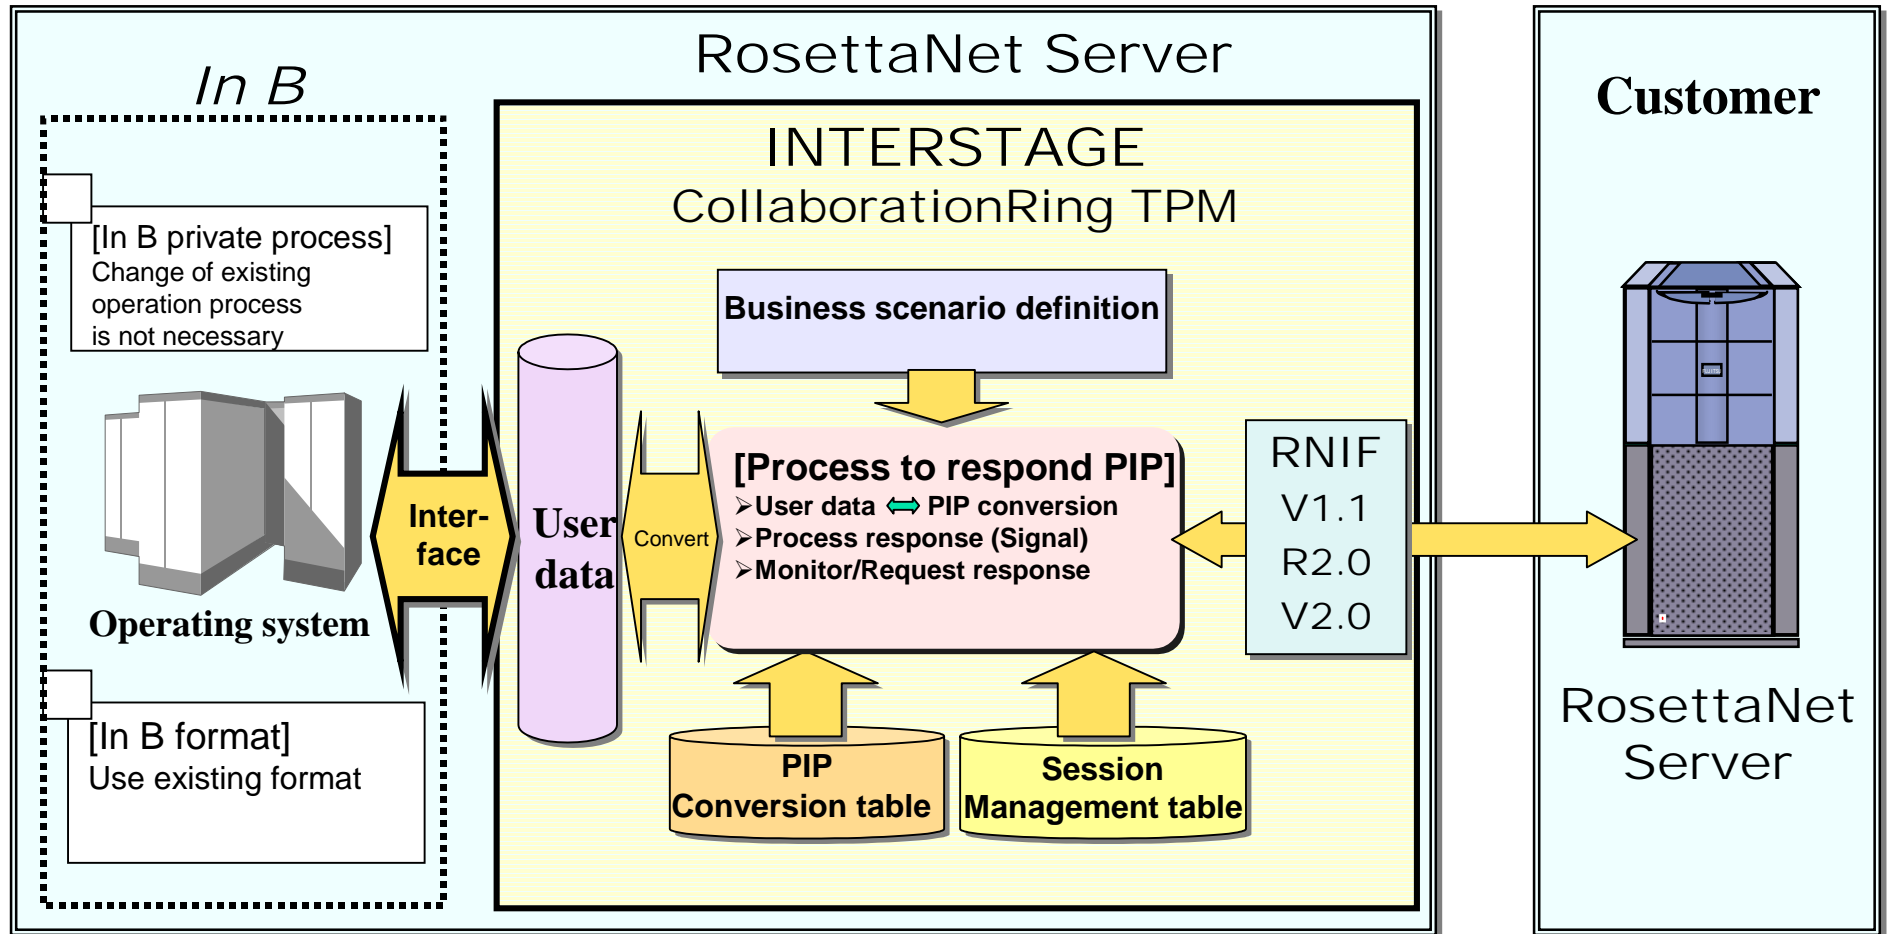 RosettaNet Server
In B
Customer
INTERSTAGE
CollaborationRing TPM
[In B private process]
Change of existing
operation process
is not necessary
Business scenario definition
[Process to respond PIP]
➢User data ⇔ PIP conversion
➢Process response (Signal)
➢Monitor/Request response
RNIF
V1.1
R2.0
V2.0
Inter-
face
User
data
Convert
Operating system
[In B format]
Use existing format
PIP
Conversion table
Session
Management table
RosettaNet
Server